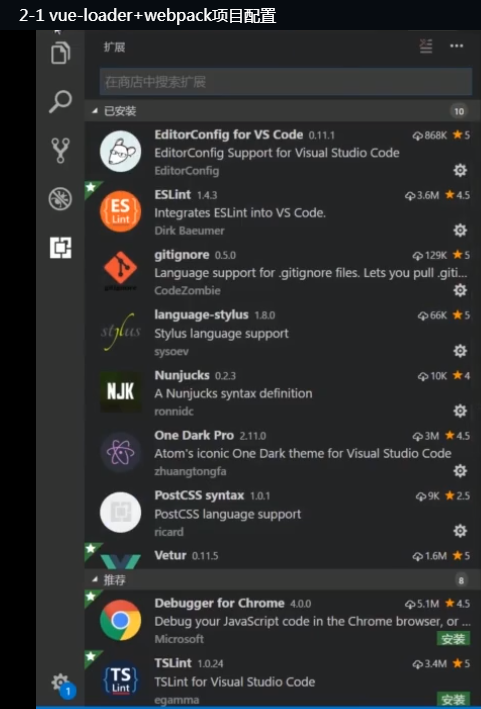 2-1 vue-loader+webpack项目配置
扩展
在商店中搜索扩展
已安装 10
EditorConfig for VS Code 0.11.1 868K 5
EditorConfig Support for Visual Studio Code
EditorConfig
ESLint 1.4.3 3.6M 4.5
ES
Lint
Integrates ESLint into VS Code.
Dirk Baeumer
gitignore 0.5.0 129K 5
Language support for .gitignore files. Lets you pull .giti...
CodeZombie
language-stylus 1.8.0 66K 5
stylus
Stylus language support
sysoev
Nunjucks 0.2.3 10K 4
NJK
A Nunjucks syntax definition
ronnidc
One Dark Pro 2.11.0 3M 4.5
Atom's iconic One Dark theme for Visual Studio Code
zhuangtongfa
PostCSS syntax 1.0.1 9K 2.5
PostCSS language support
ricard
Vetur 0.11.5 1.6M 5
推荐 8
Debugger for Chrome 4.0.0 5.1M 4.5
Debug your JavaScript code in the Chrome browser, or ...
Microsoft 安装
TSLint 1.0.24 3.4M 5
TS
Lint
TSLint for Visual Studio Code
egamma 安装
1